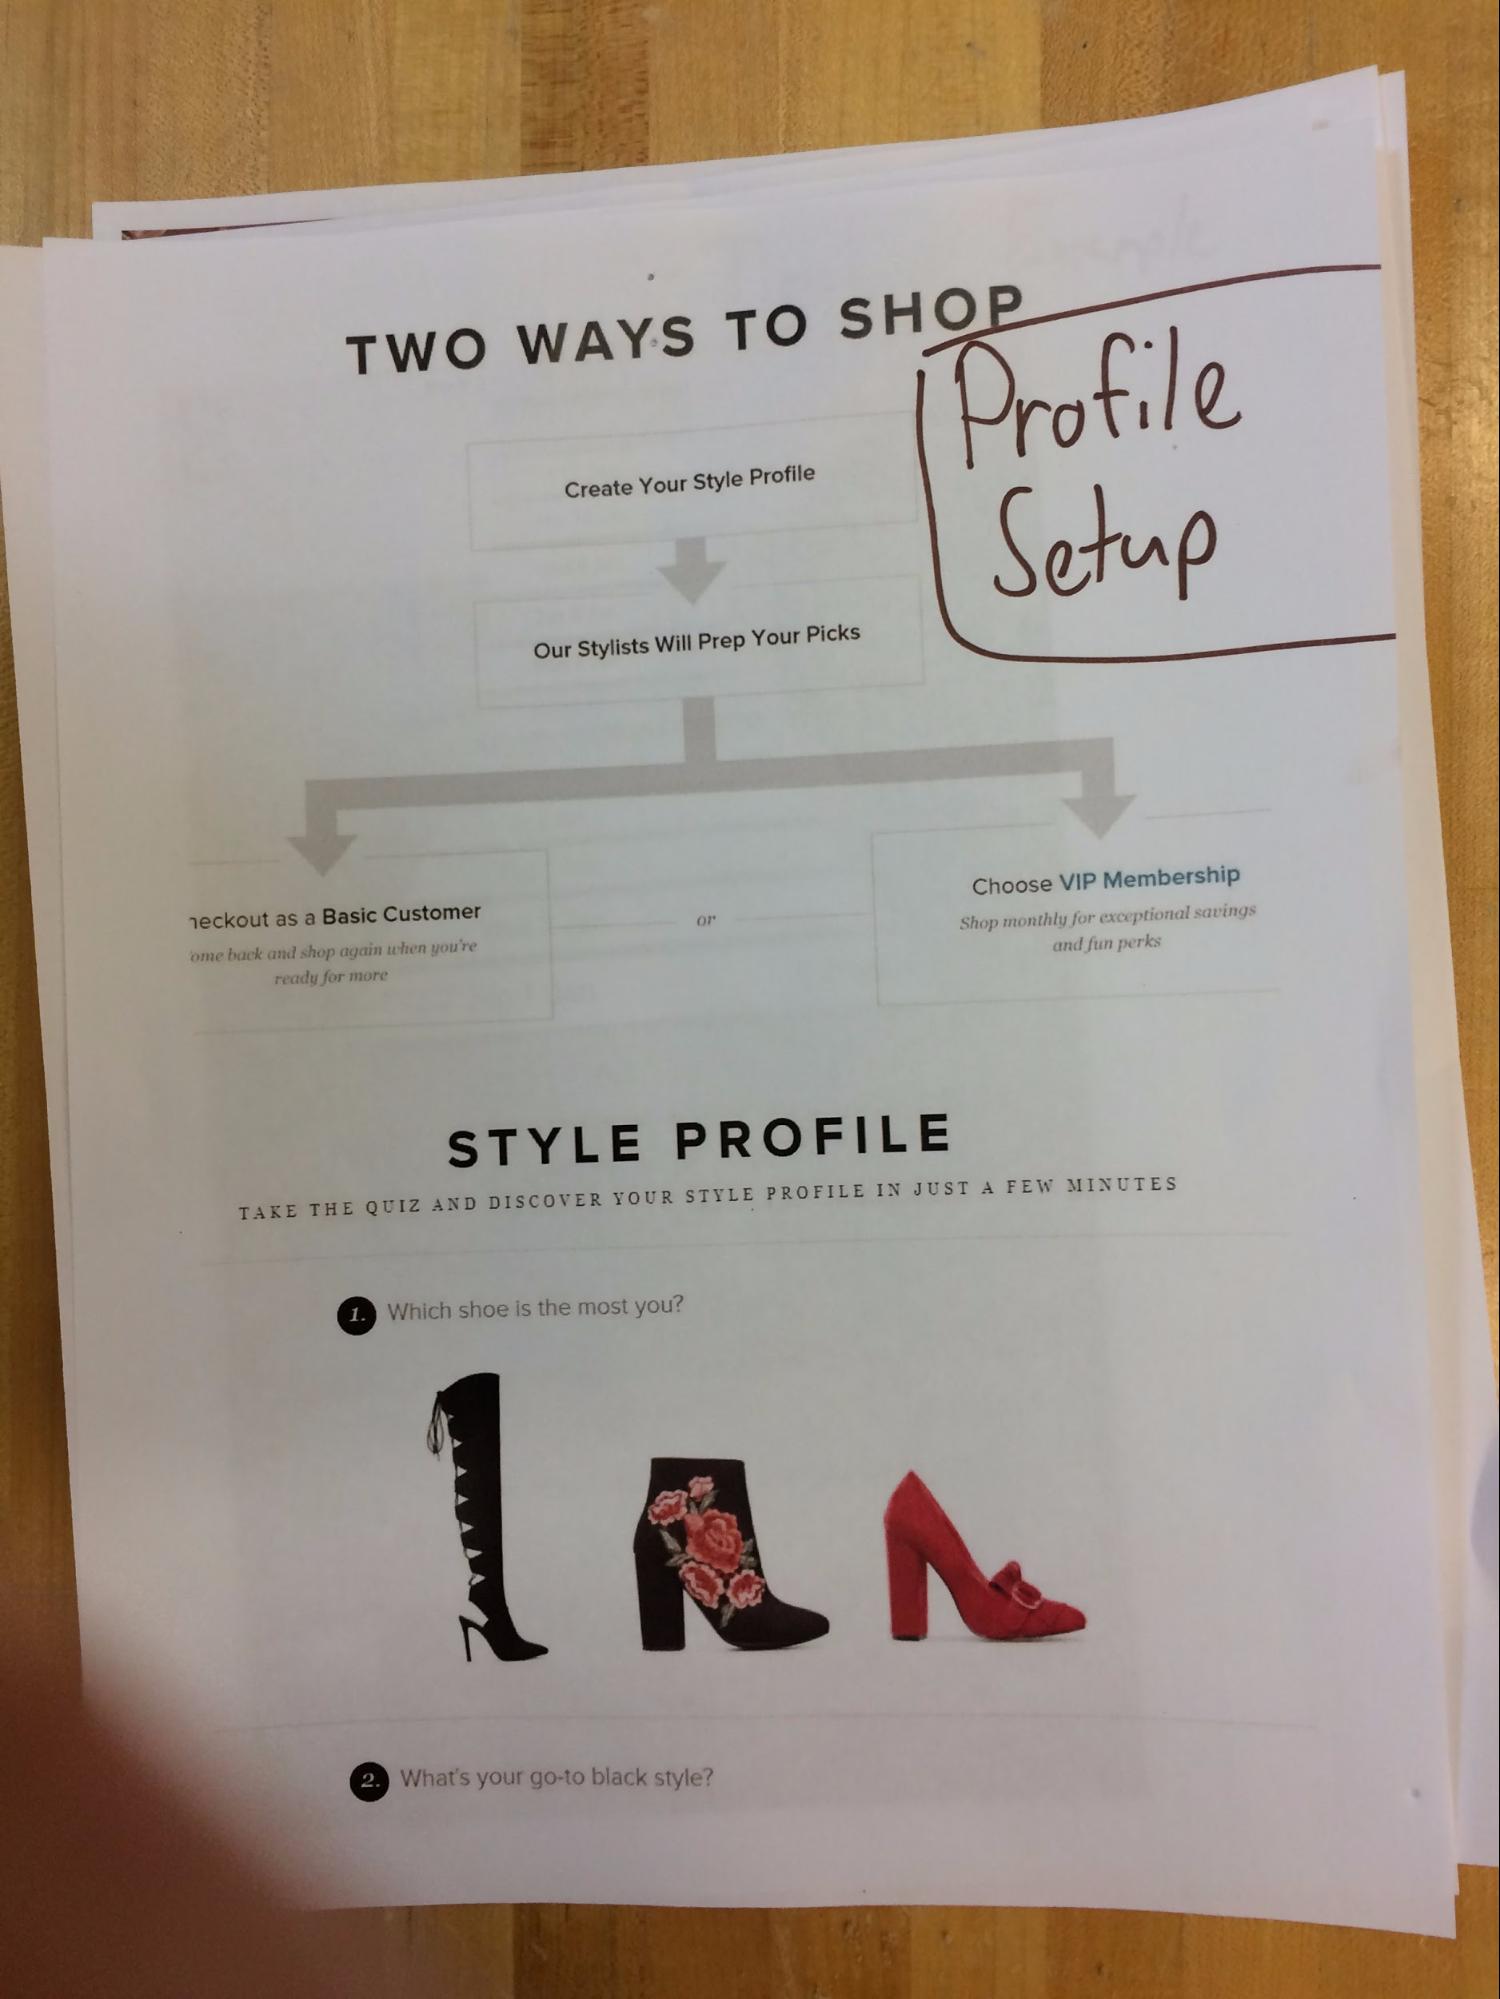 TWO WAYS TO SHOP
Profile
Setup
Create Your Style Profile
Our Stylists Will Prep Your Picks
heckout as a Basic Customer
ome back and shop again when you're
ready for more
or
Choose VIP Membership
Shop monthly for exceptional savings
and fun perks
STYLE PROFILE
TAKE THE QUIZ AND DISCOVER YOUR STYLE PROFILE IN JUST A FEW MINUTES
1. Which shoe is the most you?
2. What's your go-to black style?